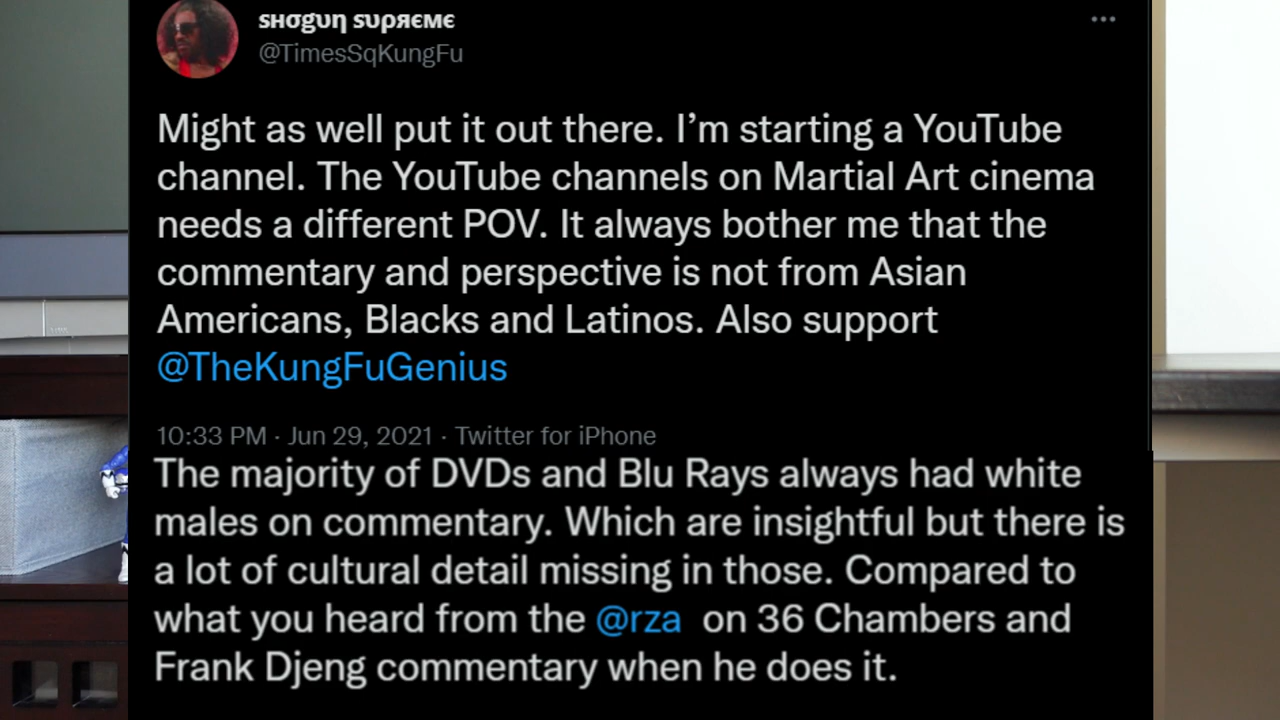 sнσgυη sυρяємє
@TimesSqKungFu
Might as well put it out there. I’m starting a YouTube
channel. The YouTube channels on Martial Art cinema
needs a different POV. It always bother me that the
commentary and perspective is not from Asian
Americans, Blacks and Latinos. Also support
@TheKungFuGenius
10:33 PM · Jun 29, 2021 · Twitter for iPhone
The majority of DVDs and Blu Rays always had white
males on commentary. Which are insightful but there is
a lot of cultural detail missing in those. Compared to
what you heard from the @rza on 36 Chambers and
Frank Djeng commentary when he does it.